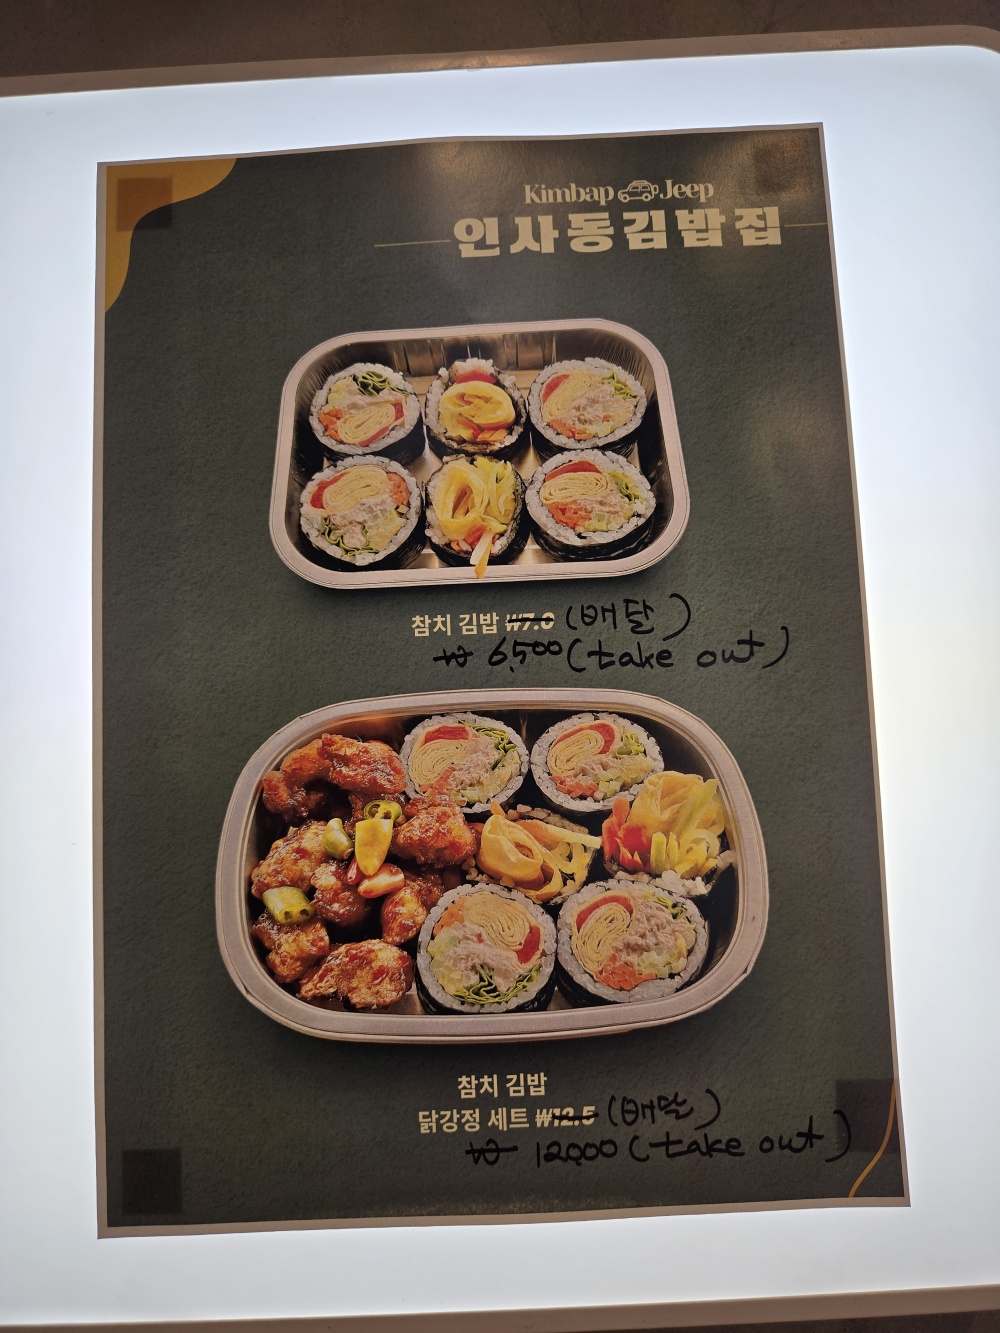 Kimbap Jeep
인사동김밥집
참치 김밥 ₩7.0 (배달)
₩ 6,500 (take out)
참치 김밥
닭강정 세트 ₩12.5 (배달)
₩ 12,000 (take out)